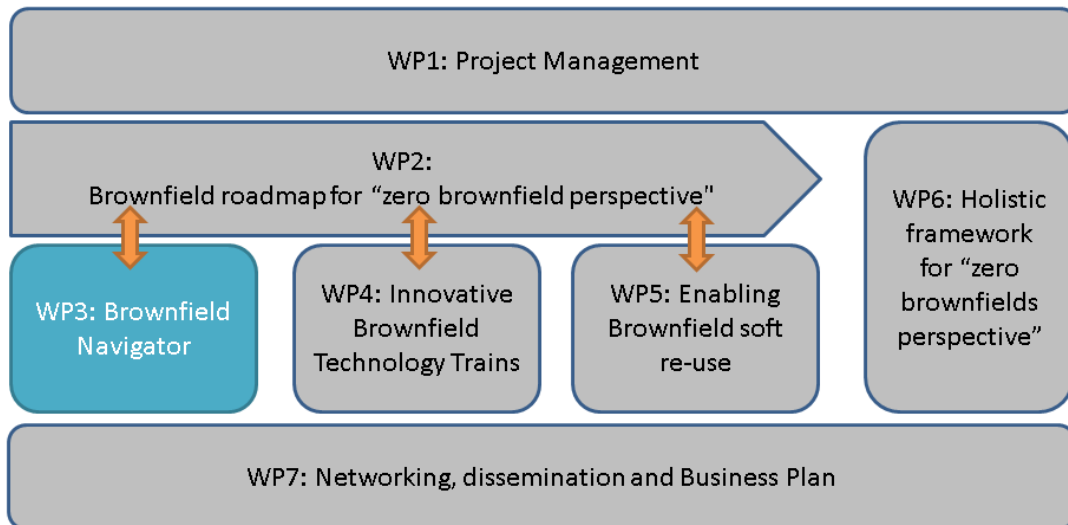 WP1: Project Management
WP2:
Brownfield roadmap for “zero brownfield perspective"
WP3: Brownfield
Navigator
WP4: Innovative
Brownfield
Technology Trains
WP5: Enabling
Brownfield soft
re-use
WP6: Holistic
framework
for “zero
brownfields
perspective”
WP7: Networking, dissemination and Business Plan